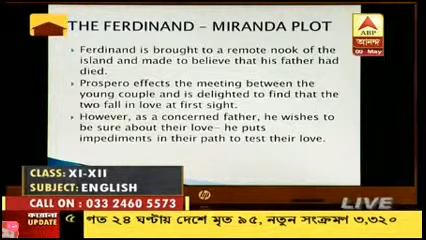 THE FERDINAND – MIRANDA PLOT
abp
আনন্দ
09 May
Ferdinand is brought to a remote nook of the
island and made to believe that his father had
died.
Prospero effects the meeting between the
young couple and is delighted to find that the
two fall in love at first sight.
However, as a concerned father, he wishes to
be sure about their love– he puts
impediments in their path to test their love.
CLASS: XI-XII
SUBJECT: ENGLISH
CALL ON : 033 2460 5573
hp
LIVE
করোনা
UPDATE
গত ২৪ ঘণ্টায় দেশে মৃত ৯৫, নতুন সংক্রমণ ৩,৩২০